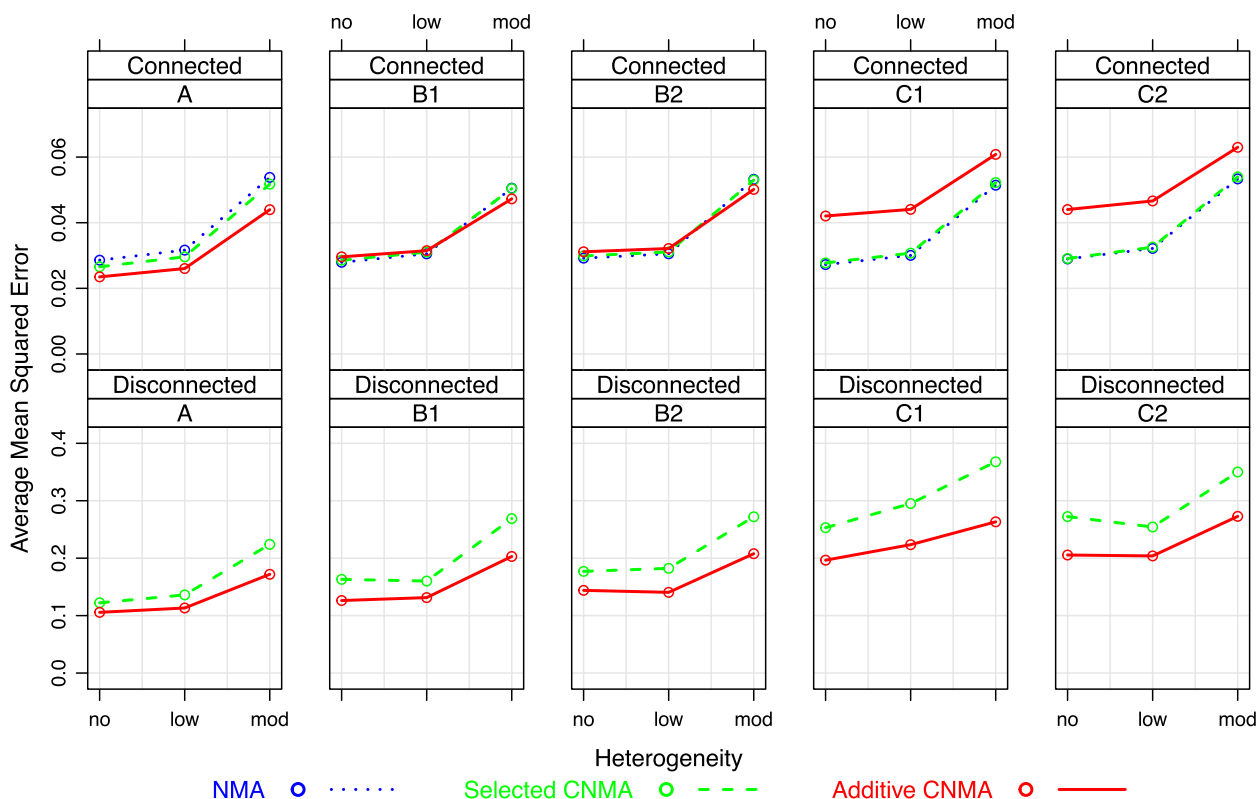 no low mod no low mod
Connected Connected Connected Connected Connected
A B1 B2 C1 C2
0.06
0.04
0.02
0.00
Average Mean Squared Error
Disconnected Disconnected Disconnected Disconnected Disconnected
A B1 B2 C1 C2
0.4
0.3
0.2
0.1
0.0
no low mod no low mod no low mod
Heterogeneity
NMA Selected CNMA Additive CNMA